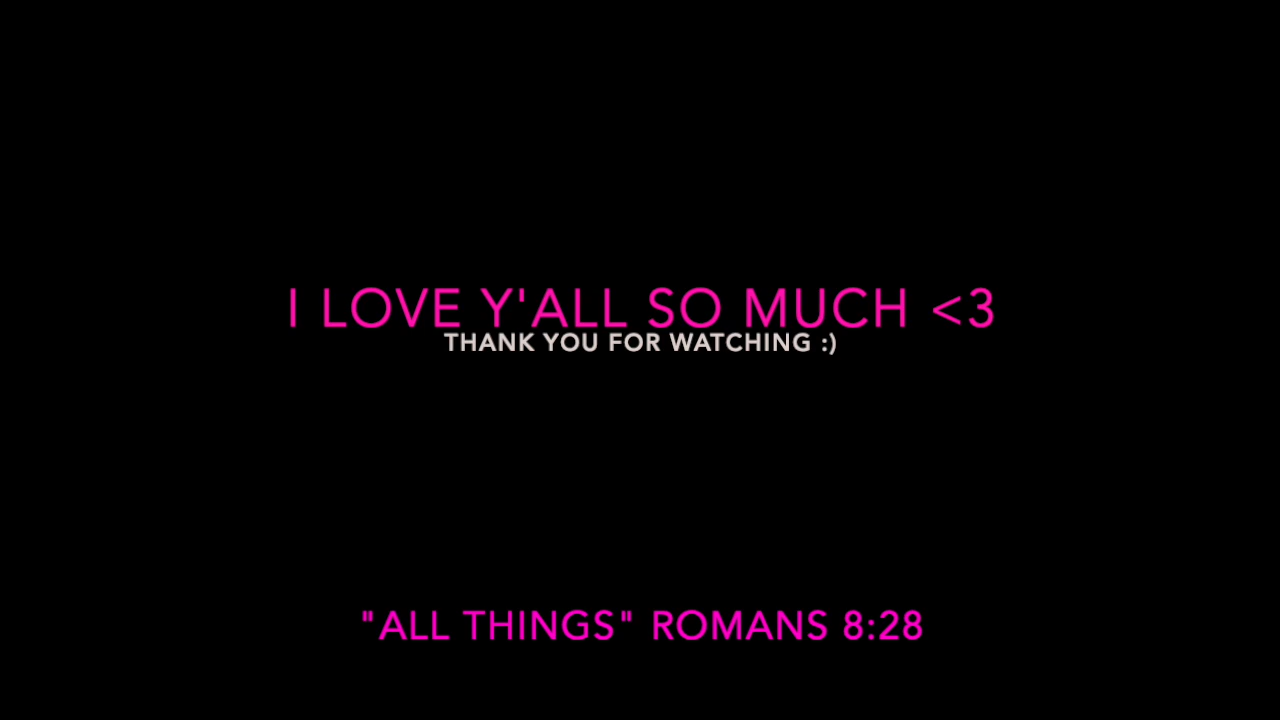 I LOVE Y'ALL SO MUCH <3
THANK YOU FOR WATCHING :)
"ALL THINGS" ROMANS 8:28